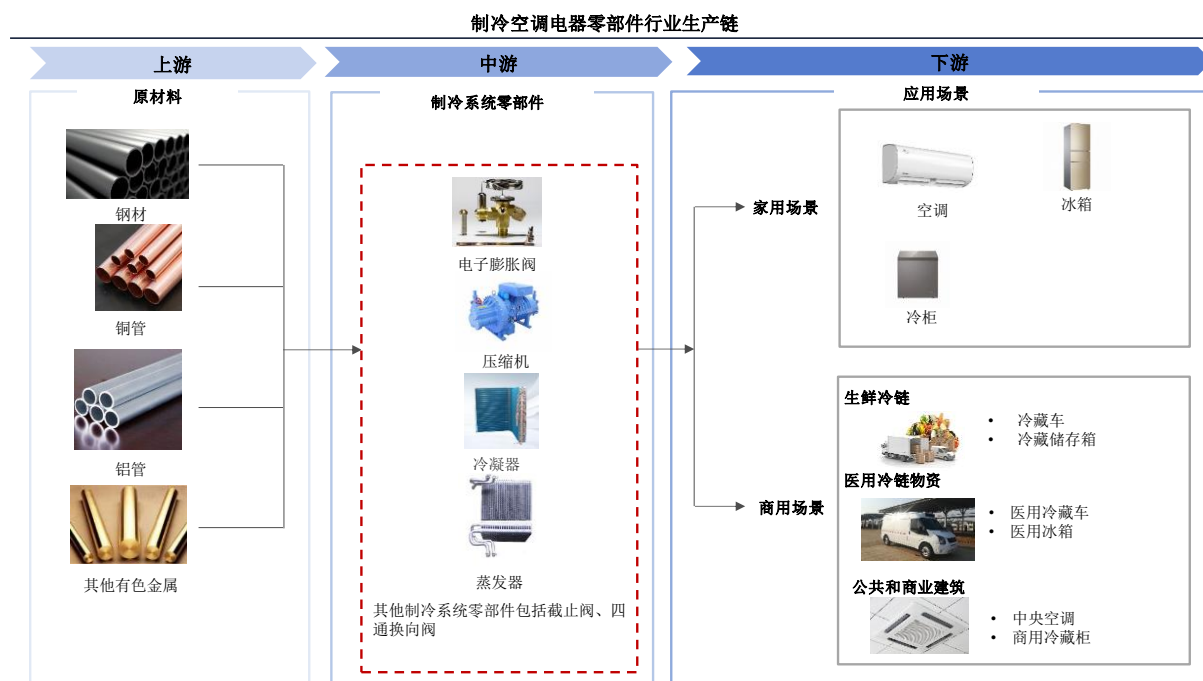 制冷空调电器零部件行业生产链
上游
中游
下游
原材料
钢材
铜管
铝管
其他有色金属
制冷系统零部件
电子膨胀阀
压缩机
冷凝器
蒸发器
其他制冷系统零部件包括截止阀、四
通换向阀
应用场景
家用场景
空调
冰箱
冷柜
商用场景
生鲜冷链
• 冷藏车
• 冷藏储存箱
医用冷链物资
• 医用冷藏车
• 医用冰箱
公共和商业建筑
• 中央空调
• 商用冷藏柜